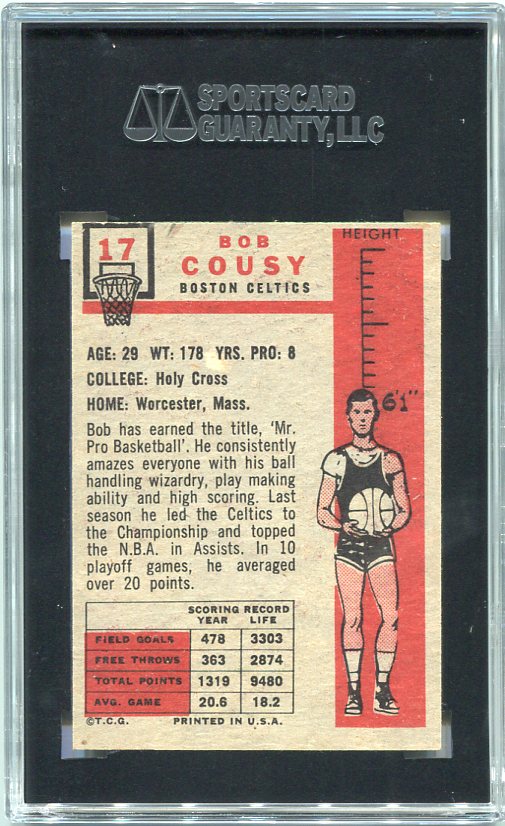 SPORTSCARD
GUARANTY, LLC
17
BOB
COUSY
BOSTON CELTICS
HEIGHT
6'1"
AGE: 29 WT: 178 YRS. PRO: 8
COLLEGE: Holy Cross
HOME: Worcester, Mass.
Bob has earned the title, 'Mr.
Pro Basketball'. He consistently
amazes everyone with his ball
handling wizardry, play making
ability and high scoring. Last
season he led the Celtics to
the Championship and topped
the N.B.A. in Assists. In 10
playoff games, he averaged
over 20 points.
SCORING RECORD
YEAR LIFE
FIELD GOALS 478 3303
FREE THROWS 363 2874
TOTAL POINTS 1319 9480
AVG. GAME 20.6 18.2
©T.C.G. PRINTED IN U.S.A.